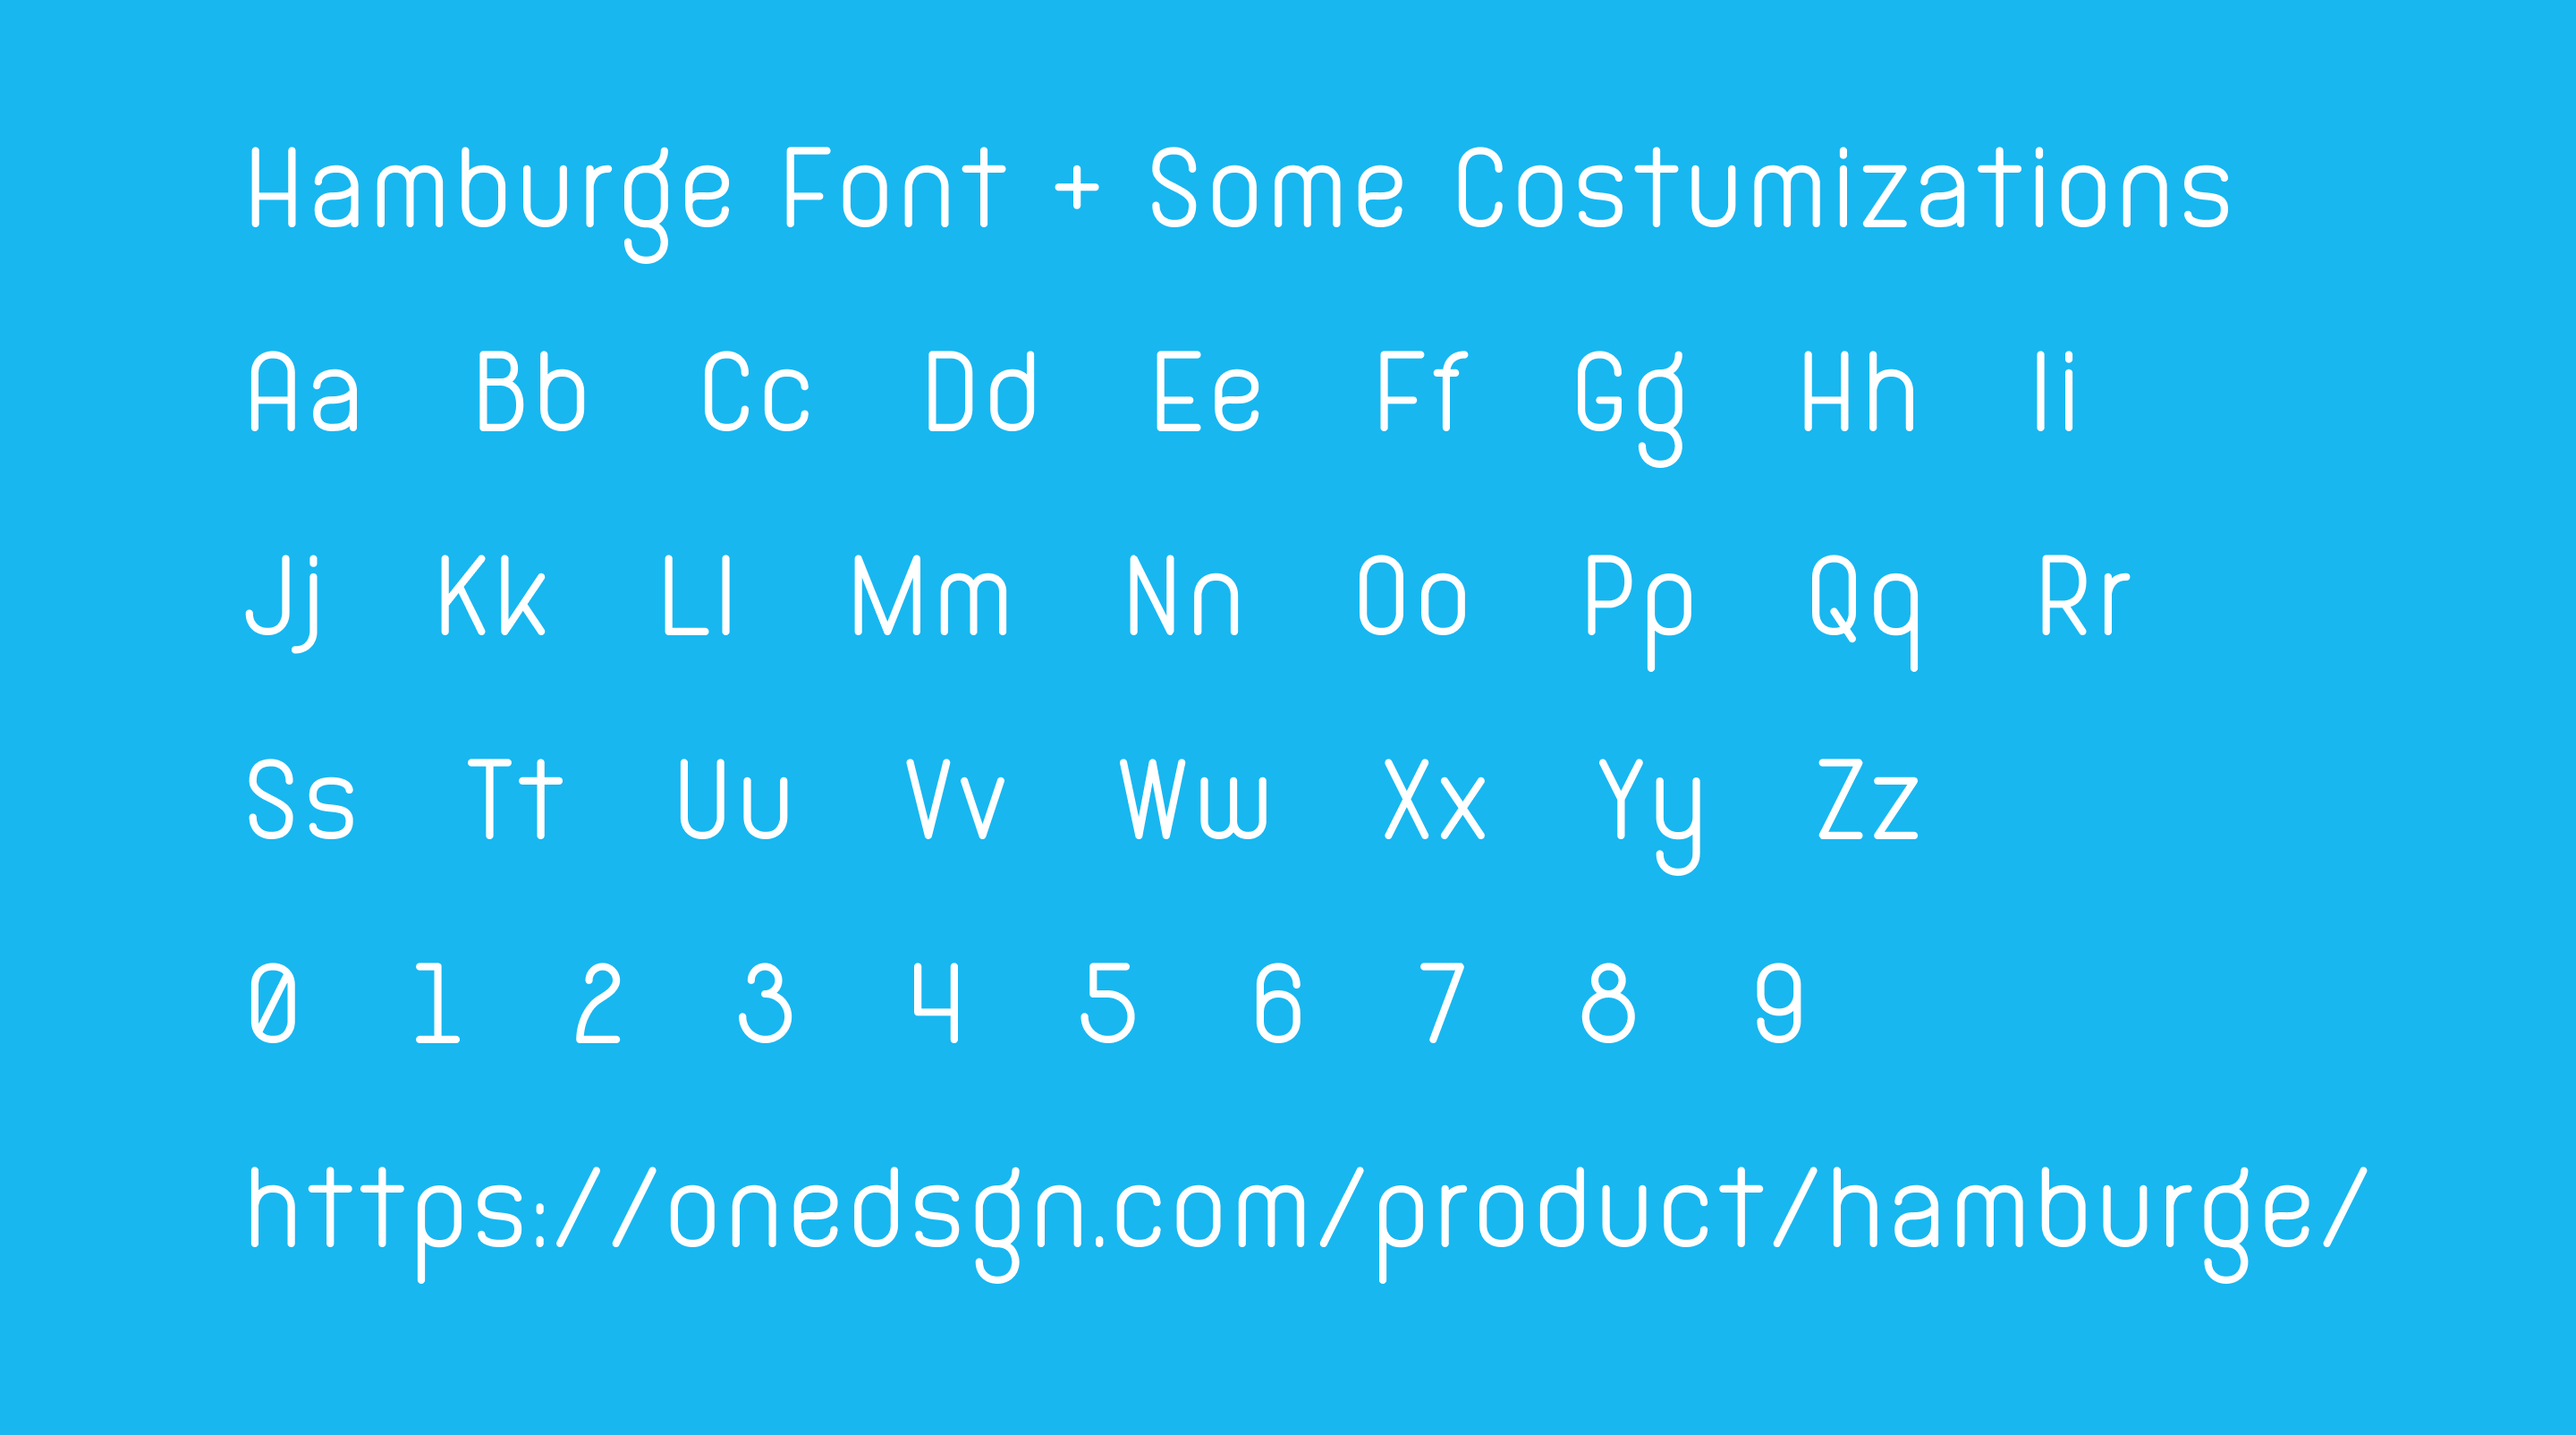 Hamburge Font + Some Costumizations
Aa Bb Cc Dd Ee Ff Gg Hh Ii
Jj Kk Ll Mm Nn Oo Pp Qq Rr
Ss Tt Uu Vv Ww Xx Yy Zz
0 1 2 3 4 5 6 7 8 9
https://onedsgn.com/product/hamburge/